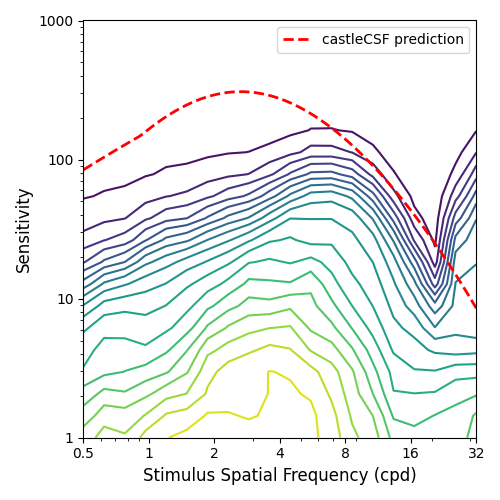 1000
castleCSF prediction
100
Sensitivity
10
1
0.5 1 2 4 8 16 32
Stimulus Spatial Frequency (cpd)